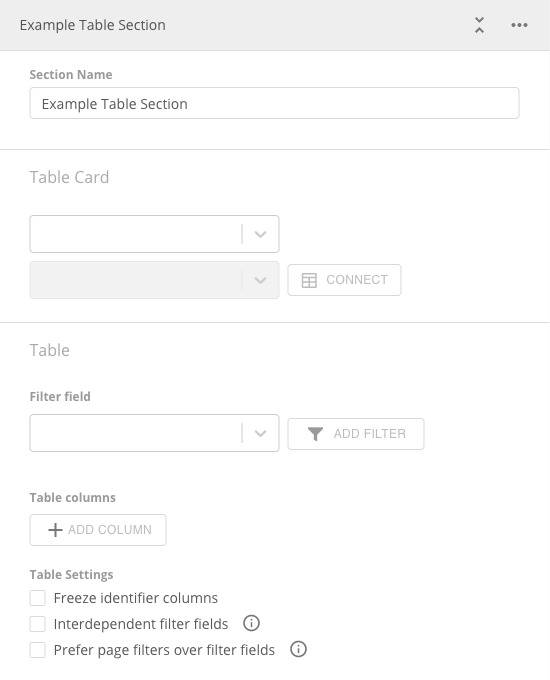 Example Table Section
Section Name
Example Table Section
Table Card
CONNECT
Table
Filter field
ADD FILTER
Table columns
ADD COLUMN
Table Settings
Freeze identifier columns
Interdependent filter fields
Prefer page filters over filter fields